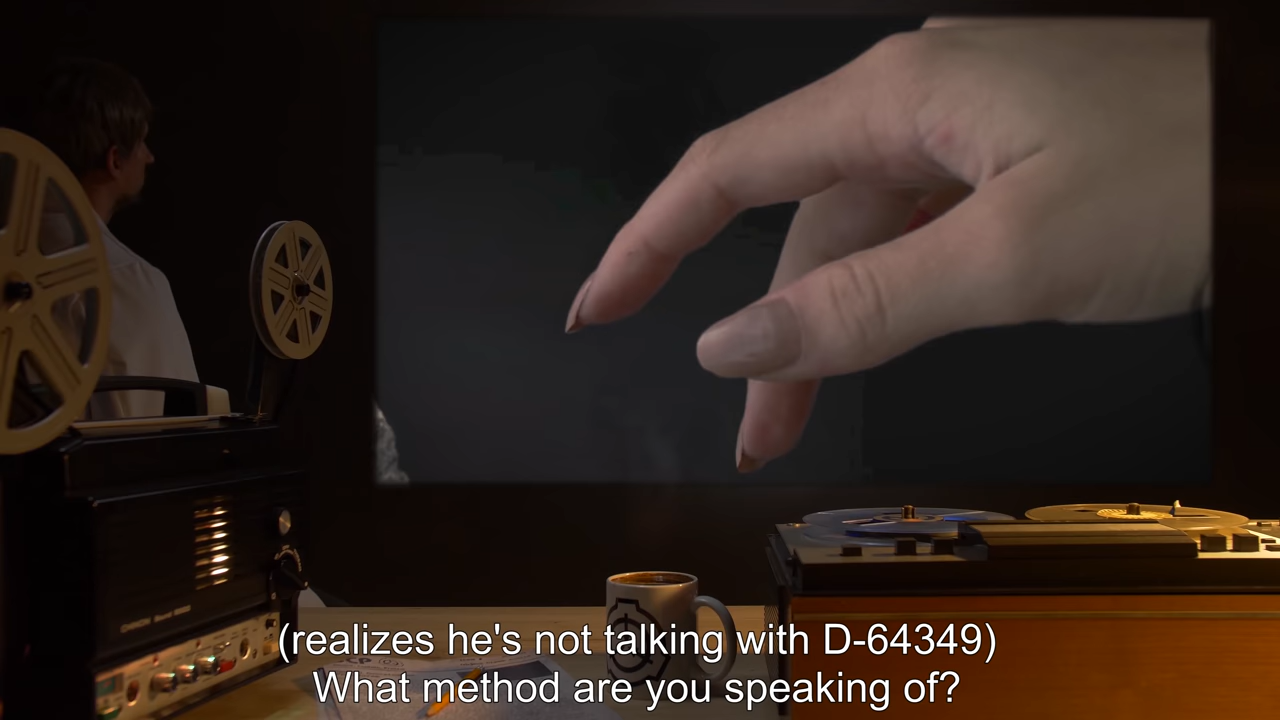 (realizes he's not talking with D-64349)
What method are you speaking of?